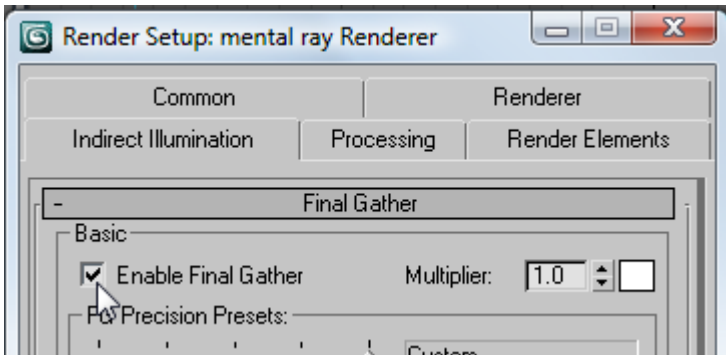 Render Setup: mental ray Renderer
Common Renderer
Indirect Illumination Processing Render Elements
- Final Gather
Basic
Enable Final Gather Multiplier: 1.0
Precision Presets:
Custom